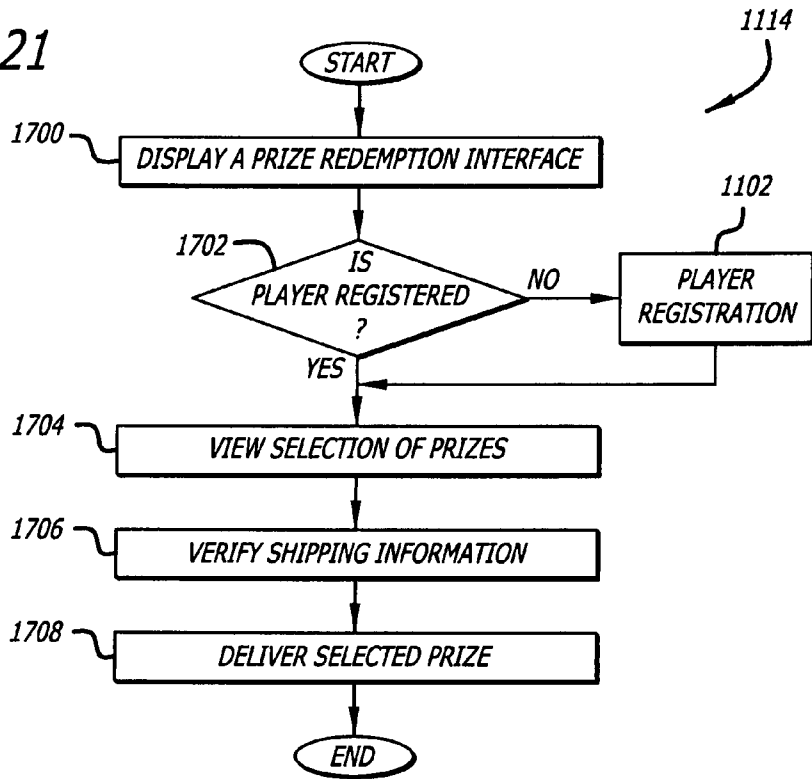 21
1114
START
1700
DISPLAY A PRIZE REDEMPTION INTERFACE
1102
1702
IS
PLAYER REGISTERED
?
NO
PLAYER
REGISTRATION
YES
1704
VIEW SELECTION OF PRIZES
1706
VERIFY SHIPPING INFORMATION
1708
DELIVER SELECTED PRIZE
END